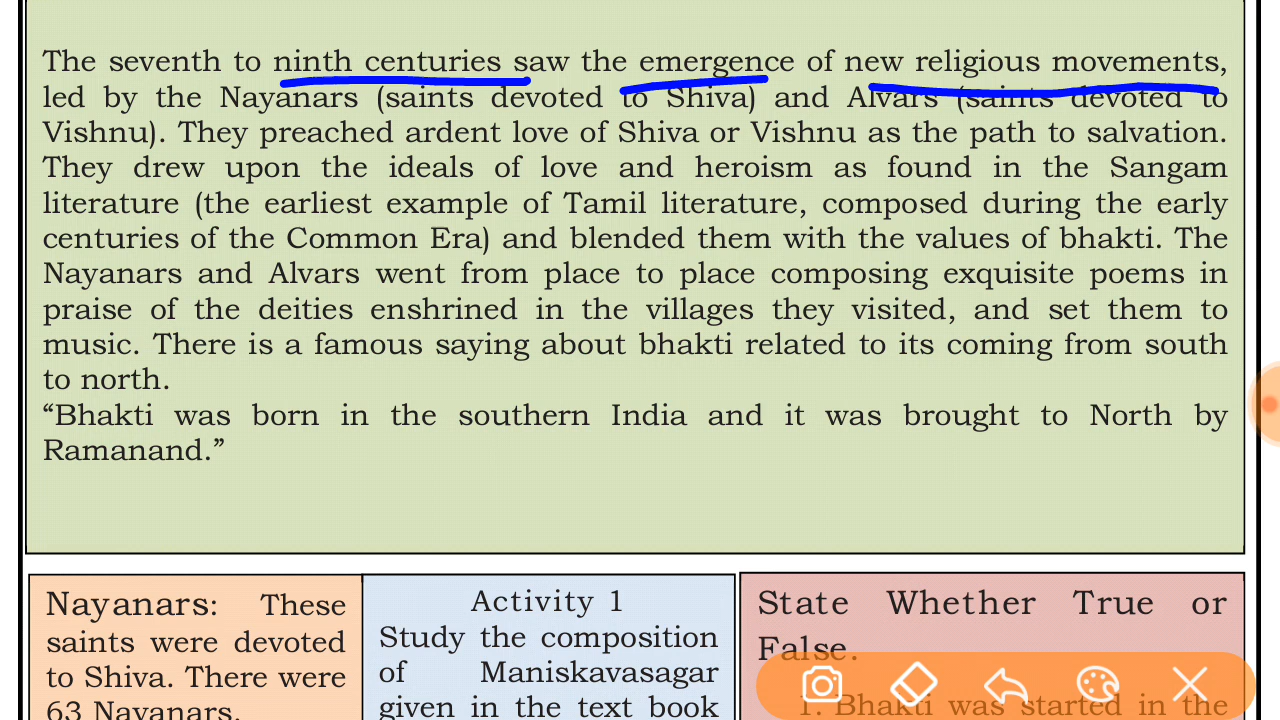 The seventh to ninth centuries saw the emergence of new religious movements,
led by the Nayanars (saints devoted to Shiva) and Alvars (saints devoted to
Vishnu). They preached ardent love of Shiva or Vishnu as the path to salvation.
They drew upon the ideals of love and heroism as found in the Sangam
literature (the earliest example of Tamil literature, composed during the early
centuries of the Common Era) and blended them with the values of bhakti. The
Nayanars and Alvars went from place to place composing exquisite poems in
praise of the deities enshrined in the villages they visited, and set them to
music. There is a famous saying about bhakti related to its coming from south
to north.
“Bhakti was born in the southern India and it was brought to North by
Ramanand.”
Nayanars: These
saints were devoted
to Shiva. There were
63 Nayanars.
Activity 1
Study the composition
of Maniskavasagar
given in the text book
State Whether True or
False.
1. Bhakti was started in the